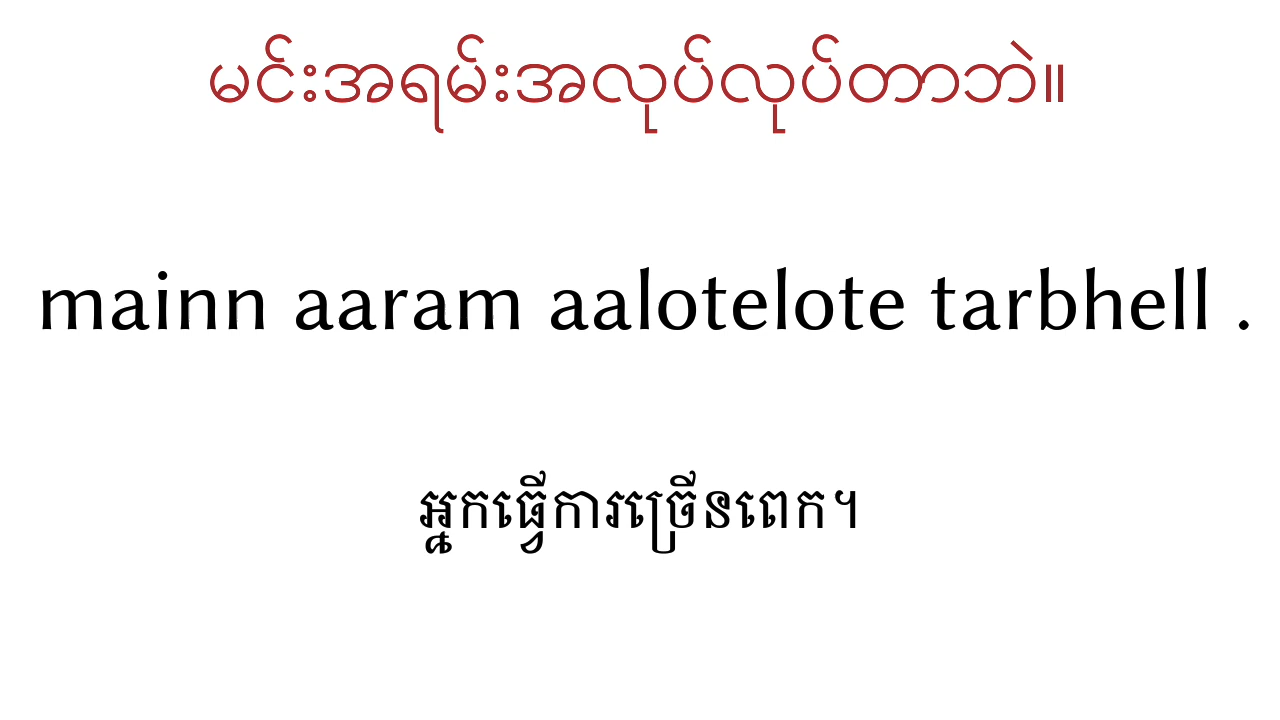 မင်းအရမ်းအလုပ်လုပ်တာဘဲ။
mainn aaram aalotelote tarbhell .
អ្នកធ្វើការច្រើនពេក។